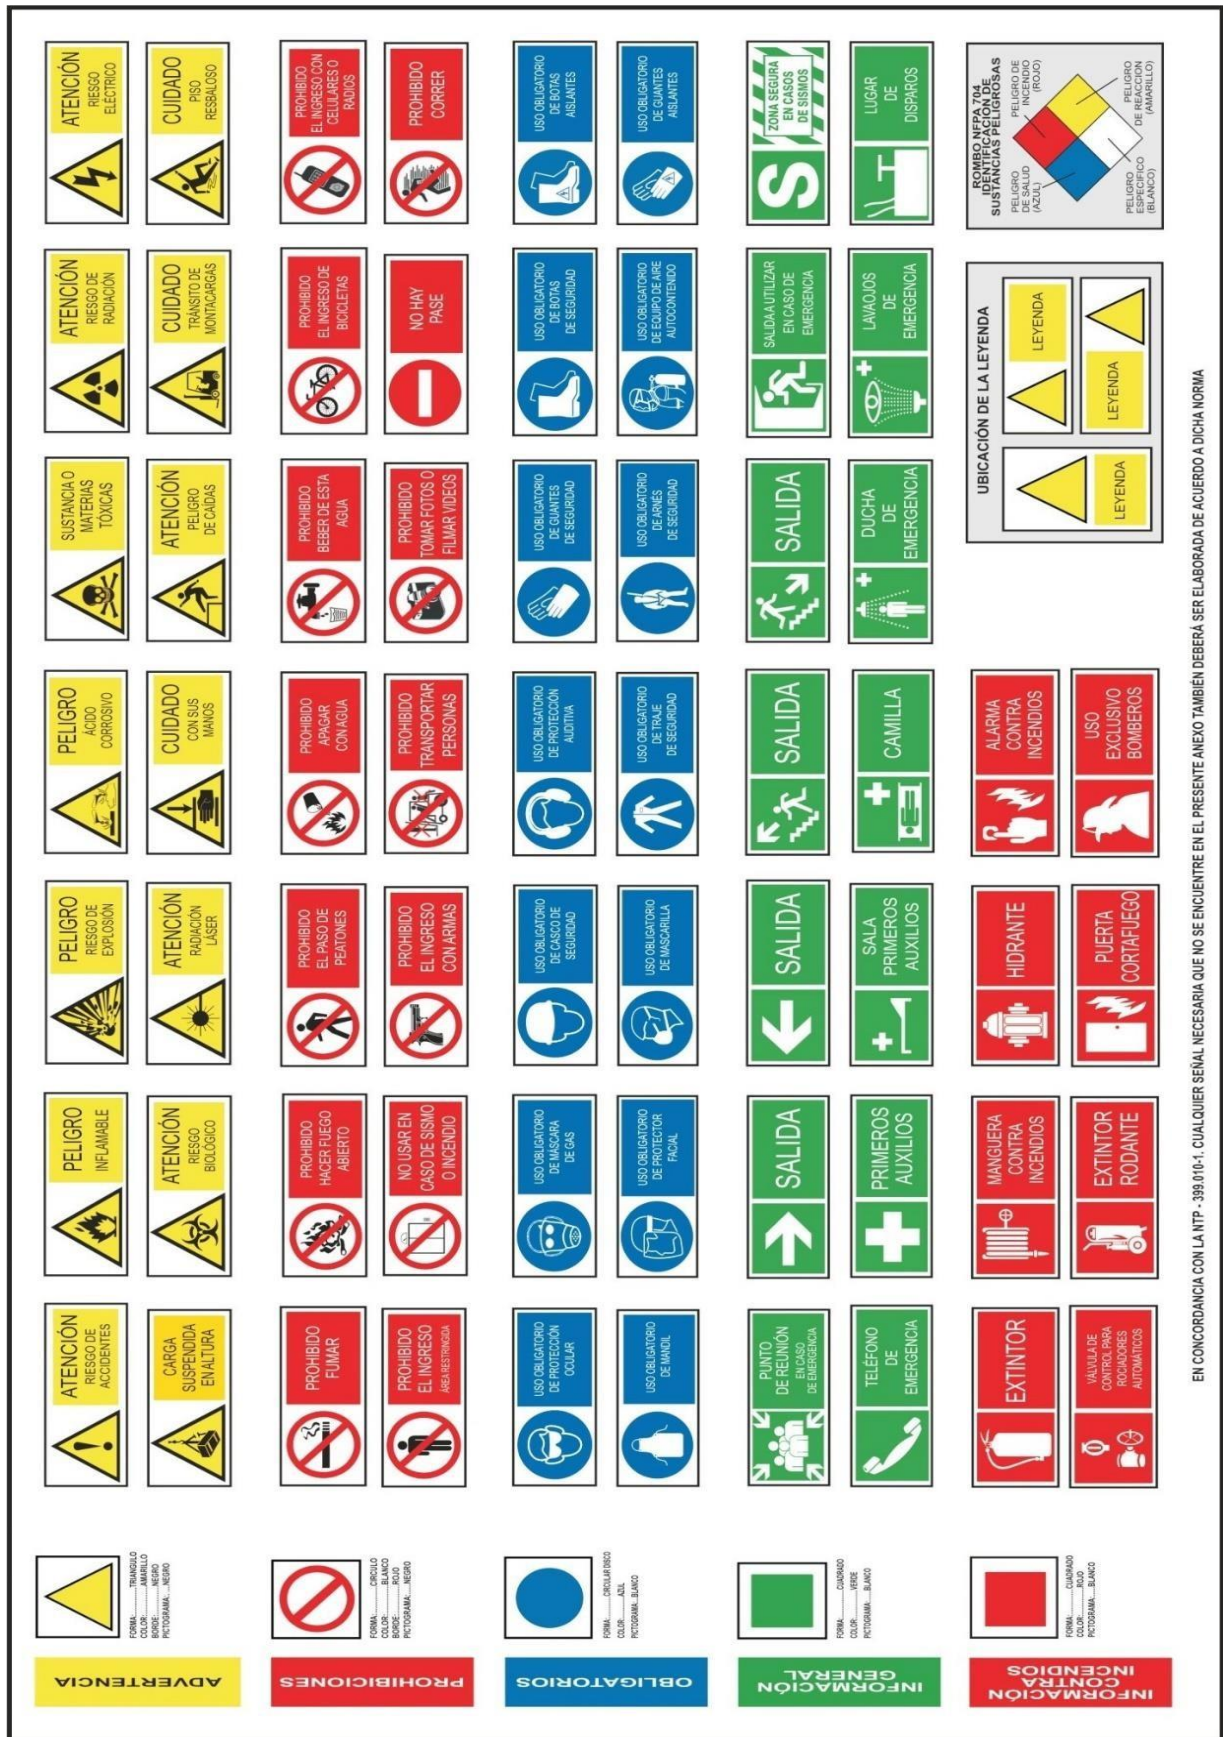 ADVERTENCIA
FORMA:..............TRIANGULO
COLOR:..............AMARILLO
BORDE:..............NEGRO
PICTOGRAMA:....NEGRO
ATENCIÓN
RIESGO DE
ACCIDENTES
PELIGRO
INFLAMABLE
PELIGRO
RIESGO DE
EXPLOSIÓN
PELIGRO
ÁCIDO
CORROSIVO
SUSTANCIA O
MATERIAS
TÓXICAS
ATENCIÓN
RIESGO DE
RADIACIÓN
ATENCIÓN
RIESGO
ELÉCTRICO
CARGA
SUSPENDIDA
EN ALTURA
ATENCIÓN
RIESGO
BIOLÓGICO
ATENCIÓN
RADIACIÓN
LÁSER
CUIDADO
CON SUS
MANOS
ATENCIÓN
PELIGRO
DE CAÍDAS
CUIDADO
TRÁNSITO DE
MONTACARGAS
CUIDADO
PISO
RESBALOSO
PROHIBICIONES
FORMA:..............CIRCULO
COLOR:..............BLANCO
BORDE:..............ROJO
PICTOGRAMA:....NEGRO
PROHIBIDO
FUMAR
PROHIBIDO
HACER FUEGO
ABIERTO
PROHIBIDO
EL PASO DE
PEATONES
PROHIBIDO
APAGAR
CON AGUA
PROHIBIDO
BEBER DE ESTA
AGUA
PROHIBIDO
EL INGRESO DE
BICICLETAS
PROHIBIDO
EL INGRESO CON
CELULARES O
RADIOS
PROHIBIDO
EL INGRESO
ÁREA RESTRINGIDA
NO USAR EN
CASO DE SISMO
O INCENDIO
PROHIBIDO
EL INGRESO
CON ARMAS
PROHIBIDO
TRANSPORTAR
PERSONAS
PROHIBIDO
TOMAR FOTOS O
FILMAR VIDEOS
NO HAY
PASE
PROHIBIDO
CORRER
OBLIGATORIOS
FORMA:..............CIRCULAR DISCO
COLOR:..............AZUL
PICTOGRAMA:...BLANCO
USO OBLIGATORIO
DE PROTECCIÓN
OCULAR
USO OBLIGATORIO
DE MÁSCARA
DE GAS
USO OBLIGATORIO
DE CASCO DE
SEGURIDAD
USO OBLIGATORIO
DE PROTECCIÓN
AUDITIVA
USO OBLIGATORIO
DE GUANTES
DE SEGURIDAD
USO OBLIGATORIO
DE BOTAS
DE SEGURIDAD
USO OBLIGATORIO
DE BOTAS
AISLANTES
USO OBLIGATORIO
DE MANDIL
USO OBLIGATORIO
DE PROTECTOR
FACIAL
USO OBLIGATORIO
DE MASCARILLA
USO OBLIGATORIO
DE TRAJE
DE SEGURIDAD
USO OBLIGATORIO
DE ARNES
DE SEGURIDAD
USO OBLIGATORIO
DE EQUIPO DE AIRE
AUTOCONTENIDO
USO OBLIGATORIO
DE GUANTES
AISLANTES
INFORMACIÓN
GENERAL
FORMA:..............CUADRADO
COLOR:..............VERDE
PICTOGRAMA:....BLANCO
PUNTO
DE REUNIÓN
EN CASO
DE EMERGENCIA
SALIDA
SALIDA
SALIDA
SALIDA
SALIDA A UTILIZAR
EN CASO DE
EMERGENCIA
S
ZONA SEGURA
EN CASOS
DE SISMOS
TELÉFONO
DE
EMERGENCIA
PRIMEROS
AUXILIOS
SALA
PRIMEROS
AUXILIOS
CAMILLA
DUCHA
DE
EMERGENCIA
LAVAOJOS
DE
EMERGENCIA
LUGAR
DE
DISPAROS
INFORMACIÓN
CONTRA
INCENDIOS
FORMA:..............CUADRADO
COLOR:..............ROJO
PICTOGRAMA:....BLANCO
EXTINTOR
MANGUERA
CONTRA
INCENDIOS
HIDRANTE
ALARMA
CONTRA
INCENDIOS
VÁLVULA DE
CONTROL PARA
ROCIADORES
AUTOMÁTICOS
EXTINTOR
RODANTE
PUERTA
CORTAFUEGO
USO
EXCLUSIVO
BOMBEROS
UBICACIÓN DE LA LEYENDA
LEYENDA
LEYENDA
LEYENDA
ROMBO NFPA 704
IDENTIFICACION DE
SUSTANCIAS PELIGROSAS
PELIGRO
DE SALUD
(AZUL)
PELIGRO DE
INCENDIO
(ROJO)
PELIGRO
ESPECIFICO
(BLANCO)
PELIGRO
DE REACCION
(AMARILLO)
EN CONCORDANCIA CON LA NTP - 399.010-1. CUALQUIER SEÑAL NECESARIA QUE NO SE ENCUENTRE EN EL PRESENTE ANEXO TAMBIÉN DEBERÁ SER ELABORADA DE ACUERDO A DICHA NORMA